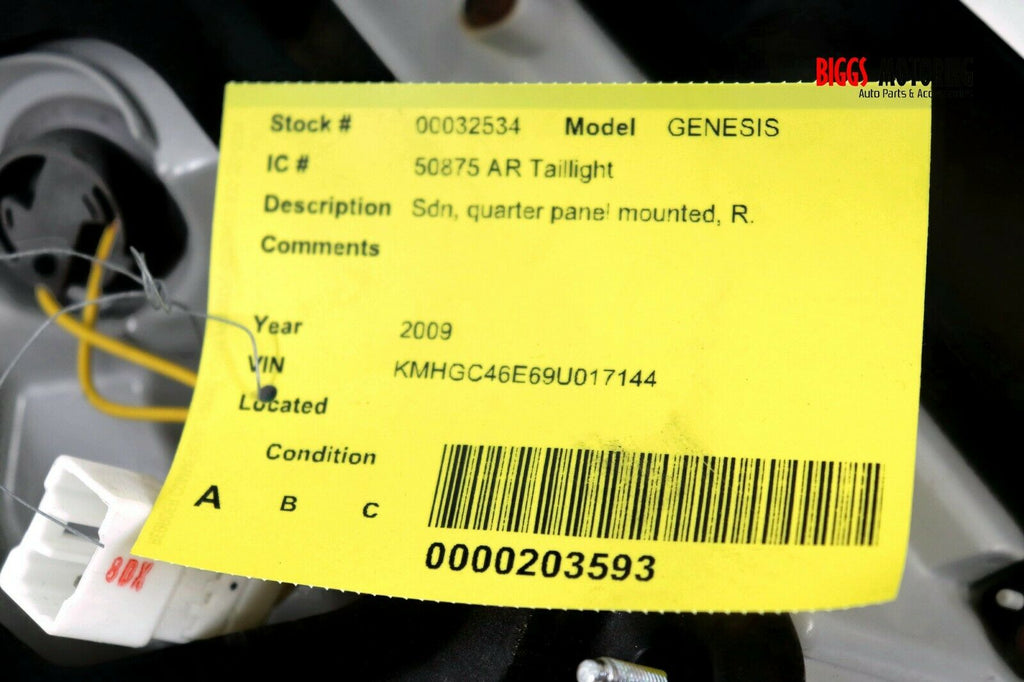 BIGGS MOTORING
Auto Parts & Accessories
Stock # 00032534 Model GENESIS
IC # 50875 AR Taillight
Description Sdn, quarter panel mounted, R.
Comments
Year 2009
VIN KMHGC46E69U017144
Located
Condition
A B C
0000203593
8DX